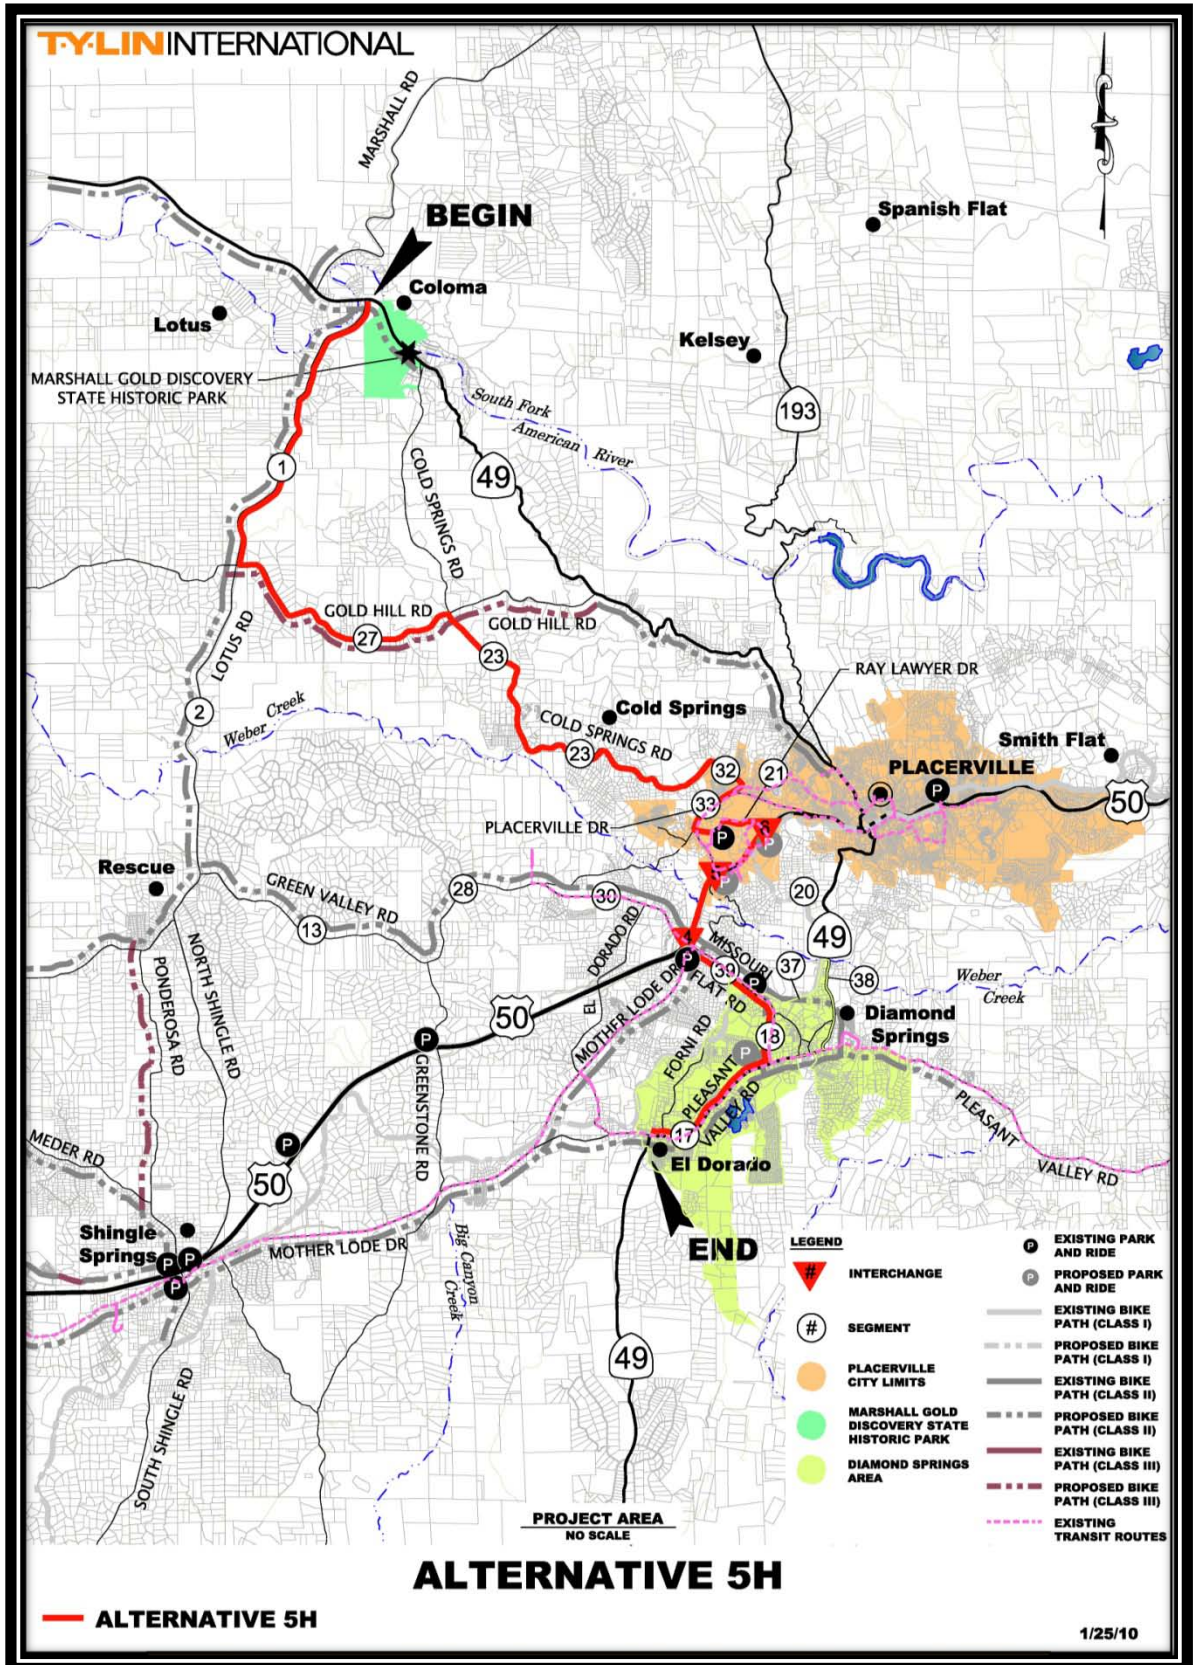 T·Y·LIN INTERNATIONAL
MARSHALL RD
BEGIN
Spanish Flat
Coloma
Lotus
Kelsey
MARSHALL GOLD DISCOVERY
STATE HISTORIC PARK
South Fork
American River
193
1
49
COLD SPRINGS RD
GOLD HILL RD
27
GOLD HILL RD
23
LOTUS RD
RAY LAWYER DR
2
Weber Creek
Cold Springs
COLD SPRINGS RD
23
32
21
Smith Flat
PLACERVILLE
P
50
33
PLACERVILLE DR
P
P
P
Rescue
GREEN VALLEY RD
28
30
20
13
EL DORADO RD
49
4
MISSOURI
FLAT RD
39
37
38
P
P
Weber
Creek
NORTH SHINGLE RD
PONDEROSA RD
50
MOTHER LODE DR
Diamond
Springs
18
P
GREENSTONE RD
P
FORNI RD
PLEASANT
VALLEY RD
PLEASANT
VALLEY RD
17
MEDER RD
P
50
El Dorado
Shingle
Springs
P
P
P
MOTHER LODE DR
Big Canyon
Creek
END
SOUTH SHINGLE RD
49
LEGEND
# INTERCHANGE
# SEGMENT
PLACERVILLE
CITY LIMITS
MARSHALL GOLD
DISCOVERY STATE
HISTORIC PARK
DIAMOND SPRINGS
AREA
P EXISTING PARK
AND RIDE
P PROPOSED PARK
AND RIDE
EXISTING BIKE
PATH (CLASS I)
PROPOSED BIKE
PATH (CLASS I)
EXISTING BIKE
PATH (CLASS II)
PROPOSED BIKE
PATH (CLASS II)
EXISTING BIKE
PATH (CLASS III)
PROPOSED BIKE
PATH (CLASS III)
EXISTING
TRANSIT ROUTES
PROJECT AREA
NO SCALE
ALTERNATIVE 5H
ALTERNATIVE 5H
1/25/10